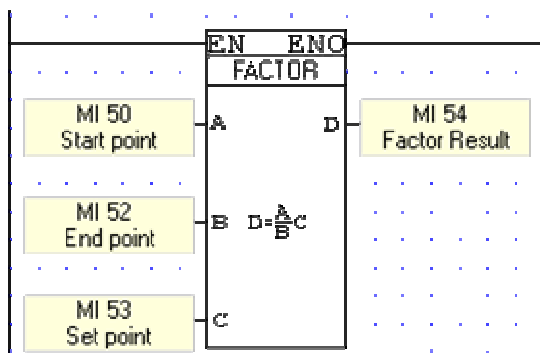 EN ENO
FACTOR
MI 50
Start point
A
D
MI 54
Factor Result
MI 52
End point
B
D=A/B C
MI 53
Set point
C